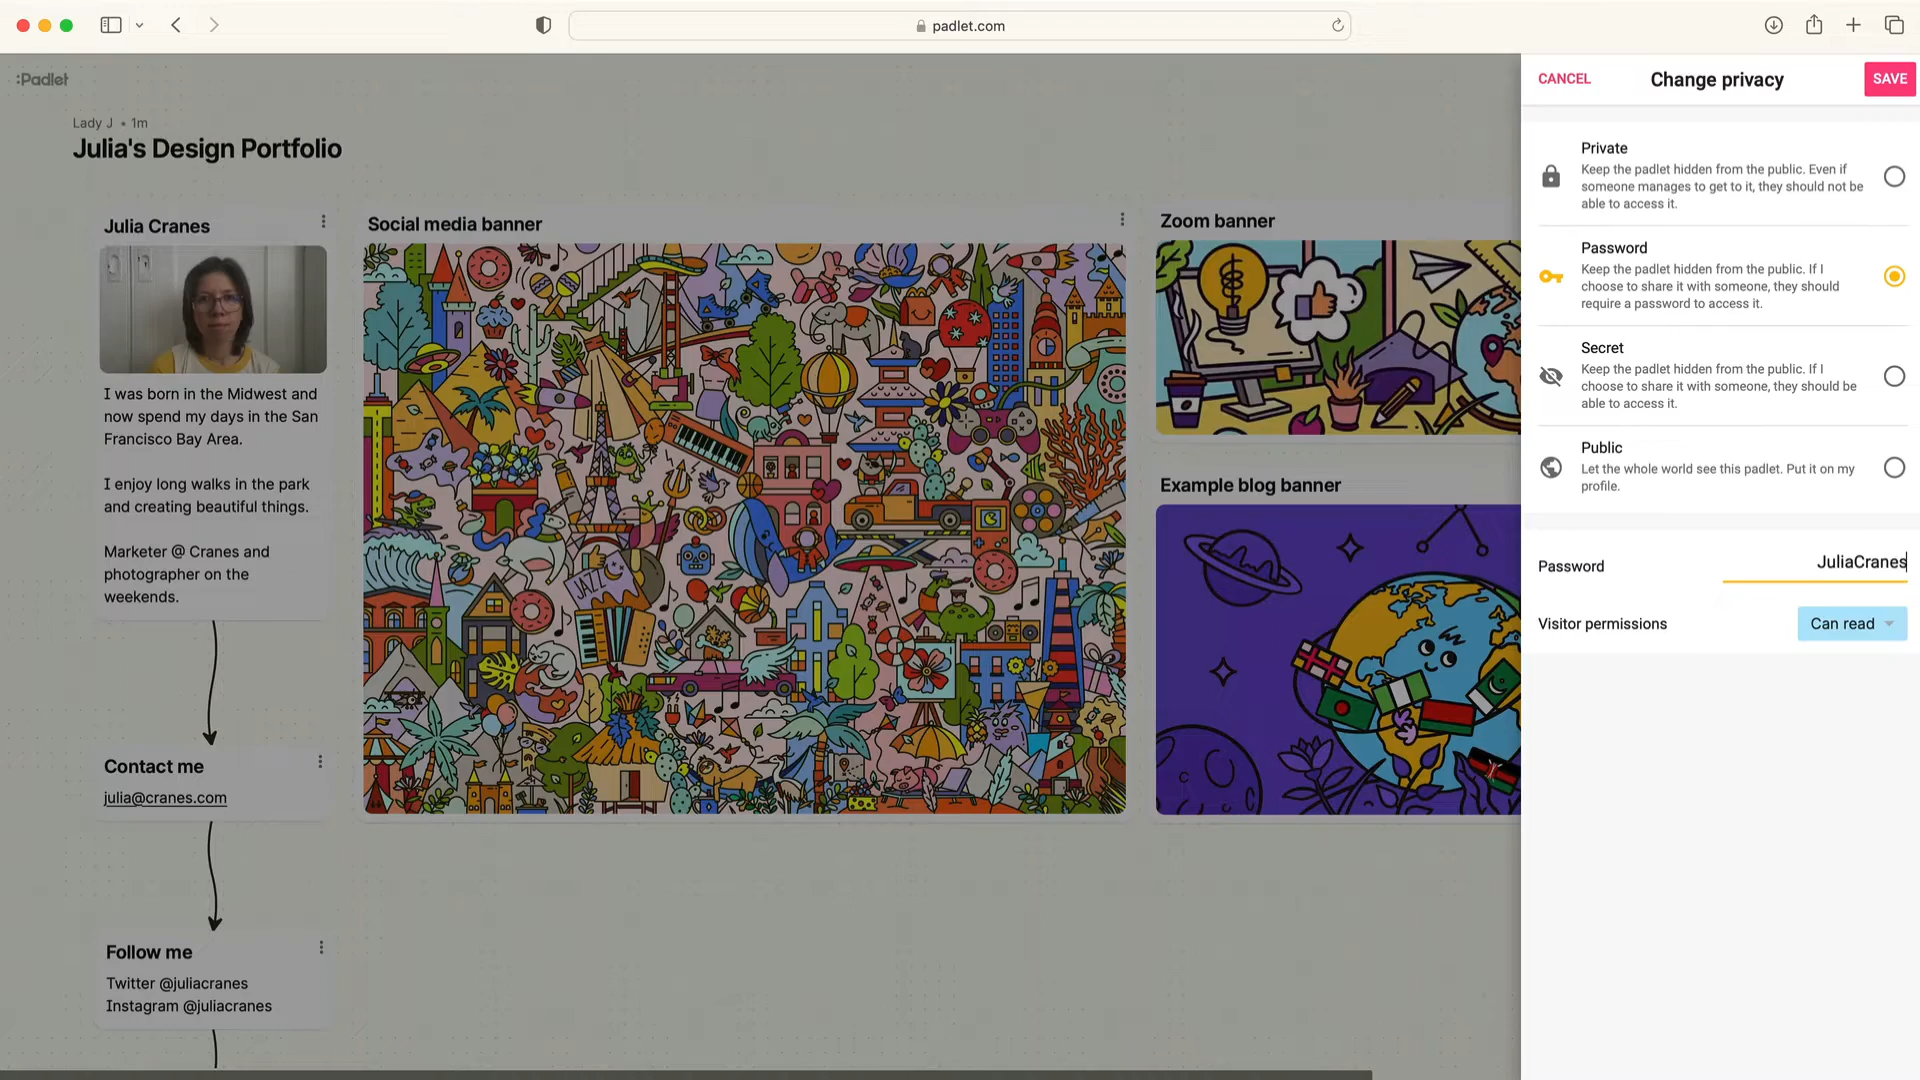 padlet.com
:Padlet
Lady J • 1m
Julia's Design Portfolio
Julia Cranes
I was born in the Midwest and
now spend my days in the San
Francisco Bay Area.
I enjoy long walks in the park
and creating beautiful things.
Marketer @ Cranes and
photographer on the
weekends.
Contact me
julia@cranes.com
Follow me
Twitter @juliacranes
Instagram @juliacranes
Social media banner
JAZZ
Zoom banner
Example blog banner
CANCEL
Change privacy
SAVE
Private
Keep the padlet hidden from the public. Even if
someone manages to get to it, they should not be
able to access it.
Password
Keep the padlet hidden from the public. If I
choose to share it with someone, they should
require a password to access it.
Secret
Keep the padlet hidden from the public. If I
choose to share it with someone, they should be
able to access it.
Public
Let the whole world see this padlet. Put it on my
profile.
Password
JuliaCranes
Visitor permissions
Can read